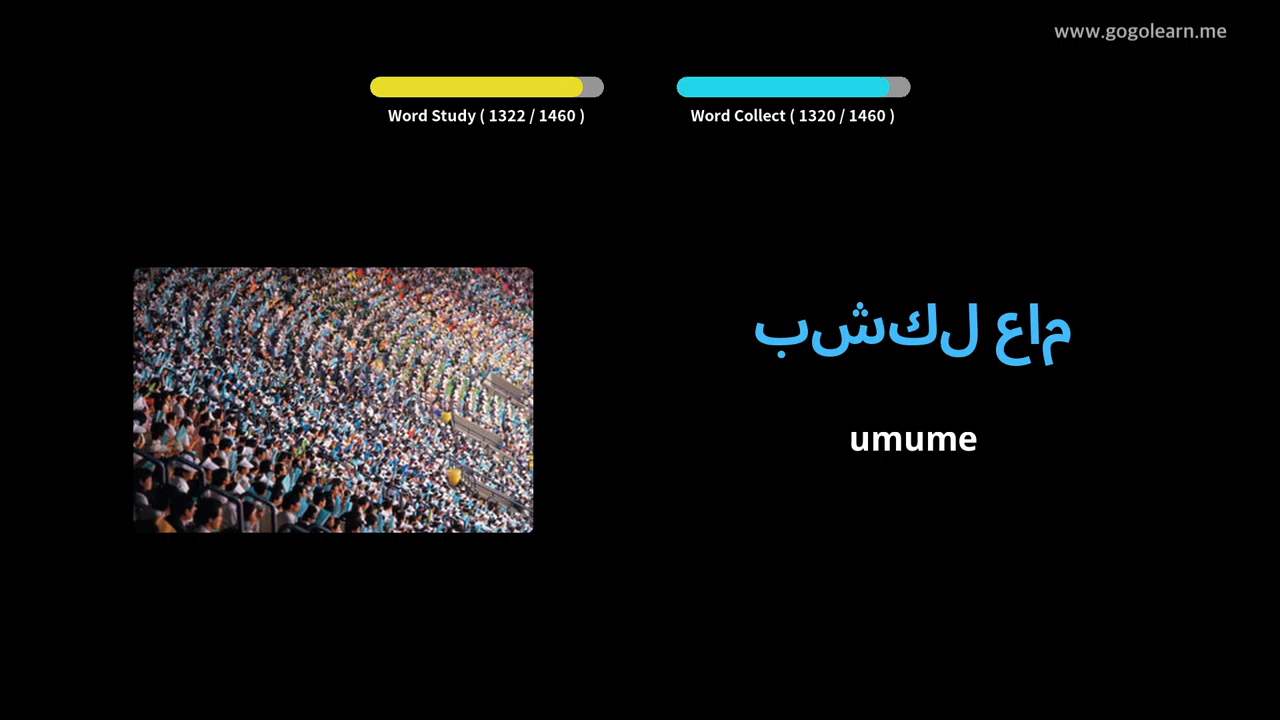 www.gogolearn.me
Word Study ( 1322 / 1460 )
Word Collect ( 1320 / 1460 )
بشكل عام
umume